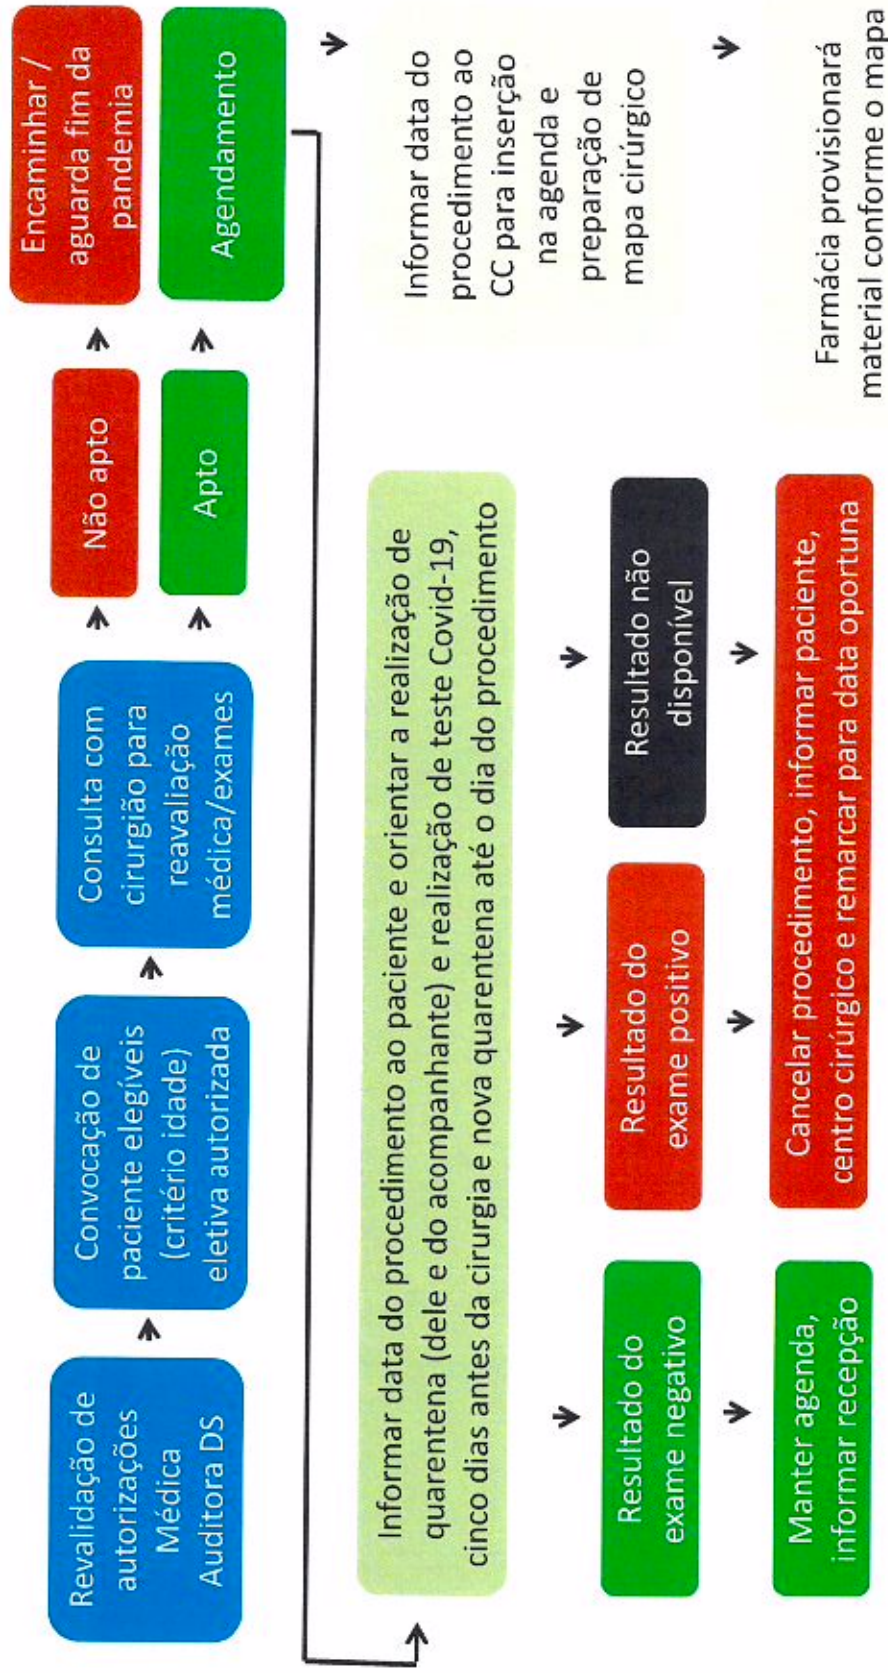 Revalidação de
autorizações
Médica
Auditora DS
Convocação de
paciente elegíveis
(critério idade)
eletiva autorizada
Consulta com
cirurgião para
reavaliação
médica/exames
Não apto
Apto
Encaminhar /
aguarda fim da
pandemia
Agendamento
Informar data do procedimento ao paciente e orientar a realização de
quarentena (dele e do acompanhante) e realização de teste Covid-19,
cinco dias antes da cirurgia e nova quarentena até o dia do procedimento
Informar data do
procedimento ao
CC para inserção
na agenda e
preparação de
mapa cirúrgico
Resultado do
exame negativo
Resultado do
exame positivo
Resultado não
disponível
Manter agenda,
informar recepção
Cancelar procedimento, informar paciente,
centro cirúrgico e remarcar para data oportuna
Farmácia provisionará
material conforme o mapa